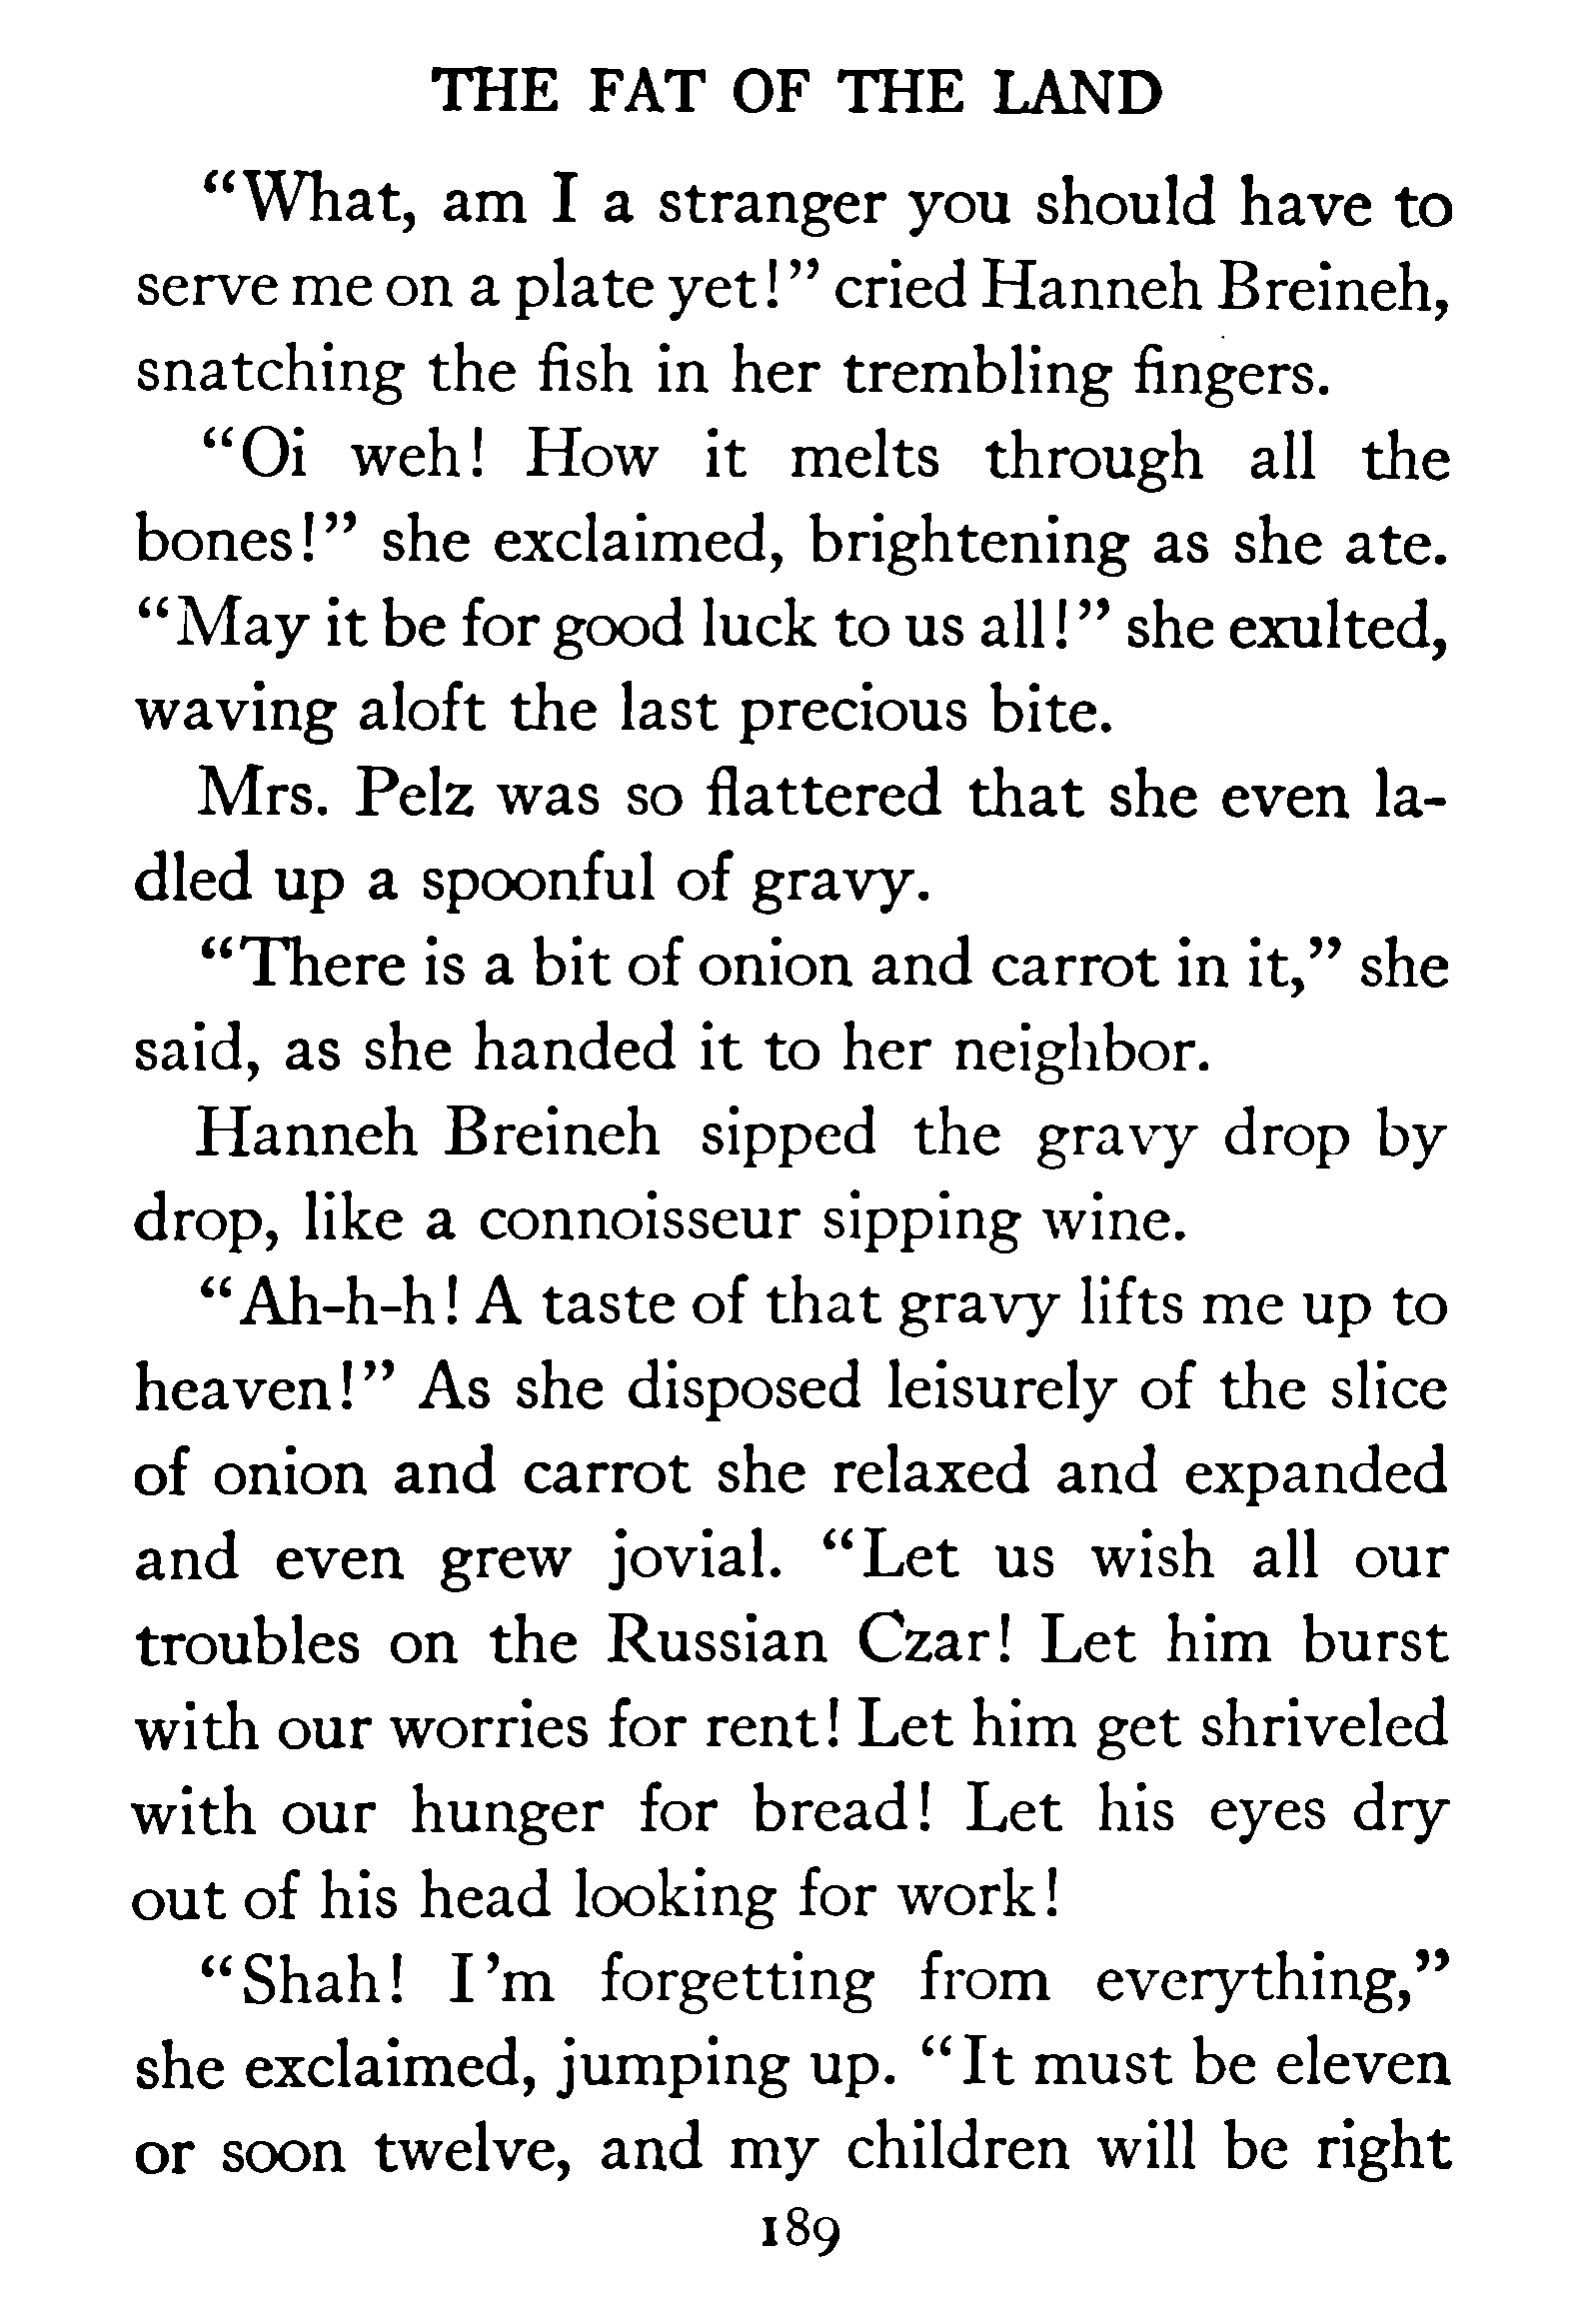 THE FAT OF THE LAND
“What, am I a stranger you should have to
serve me on a plate yet!” cried Hanneh Breineh,
snatching the fish in her trembling fingers.
“Oi weh! How it melts through all the
bones!” she exclaimed, brightening as she ate.
“May it be for good luck to us all!” she exulted,
waving aloft the last precious bite.
Mrs. Pelz was so flattered that she even la-
dled up a spoonful of gravy.
“There is a bit of onion and carrot in it,” she
said, as she handed it to her neighbor.
Hanneh Breineh sipped the gravy drop by
drop, like a connoisseur sipping wine.
“Ah-h-h! A taste of that gravy lifts me up to
heaven!” As she disposed leisurely of the slice
of onion and carrot she relaxed and expanded
and even grew jovial. “Let us wish all our
troubles on the Russian Czar! Let him burst
with our worries for rent! Let him get shriveled
with our hunger for bread! Let his eyes dry
out of his head looking for work!
“Shah! I’m forgetting from everything,”
she exclaimed, jumping up. “It must be eleven
or soon twelve, and my children will be right
189